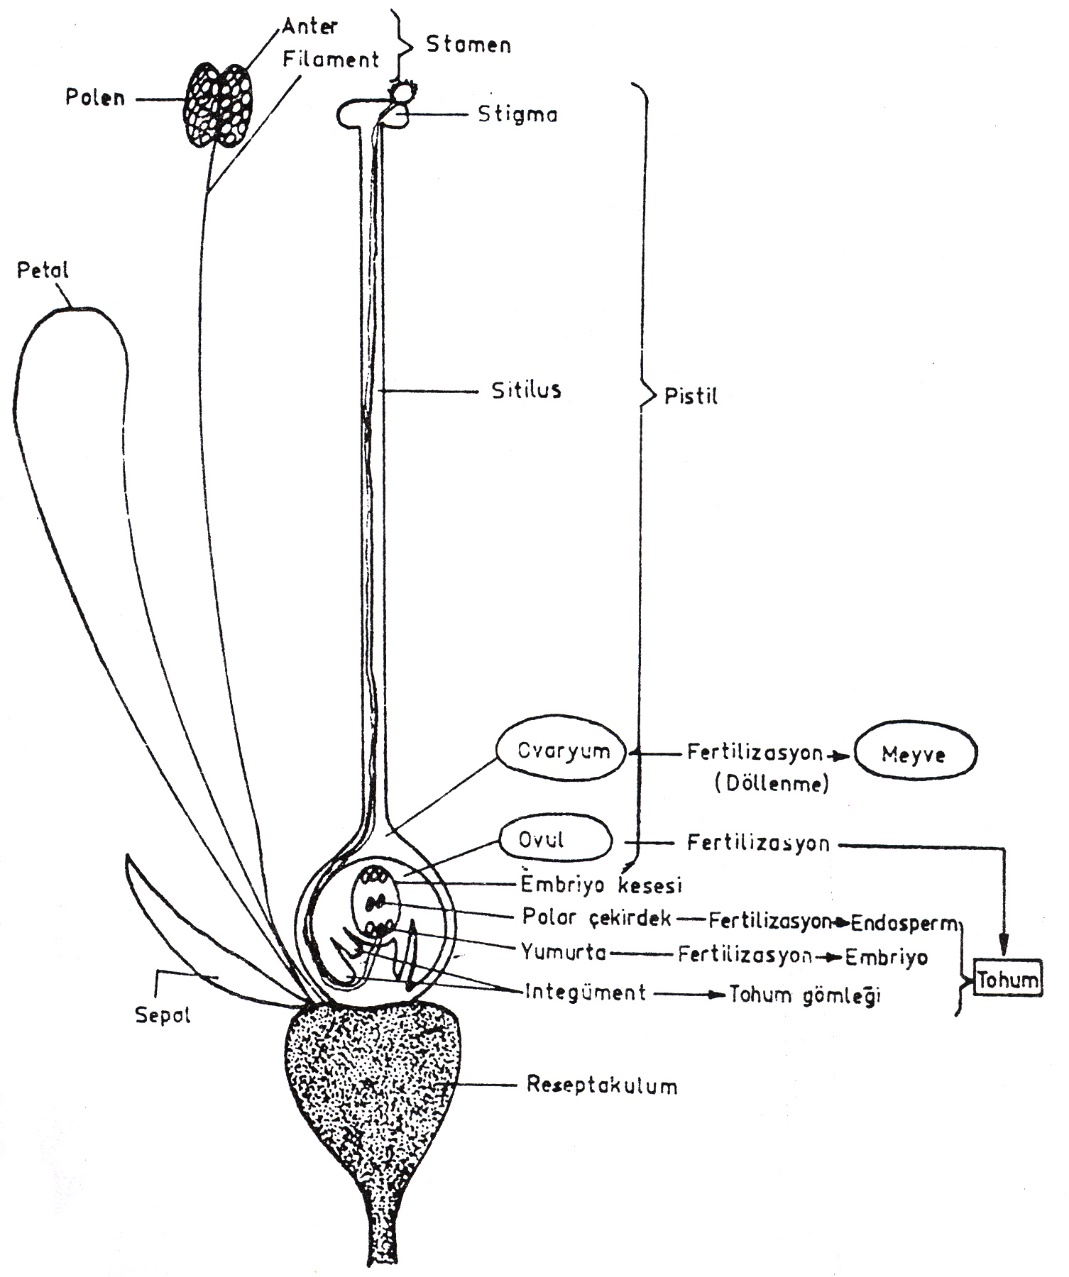 Anter
Filament
Stamen
Polen
Stigma
Petal
Sitilus
Pistil
Ovaryum
Fertilizasyon
(Döllenme)
Meyve
Ovul
Fertilizasyon
Embriyo kesesi
Polar çekirdek Fertilizasyon Endosperm
Yumurta Fertilizasyon Embriyo
Integüment Tohum gömleği
Tohum
Sepal
Reseptakulum